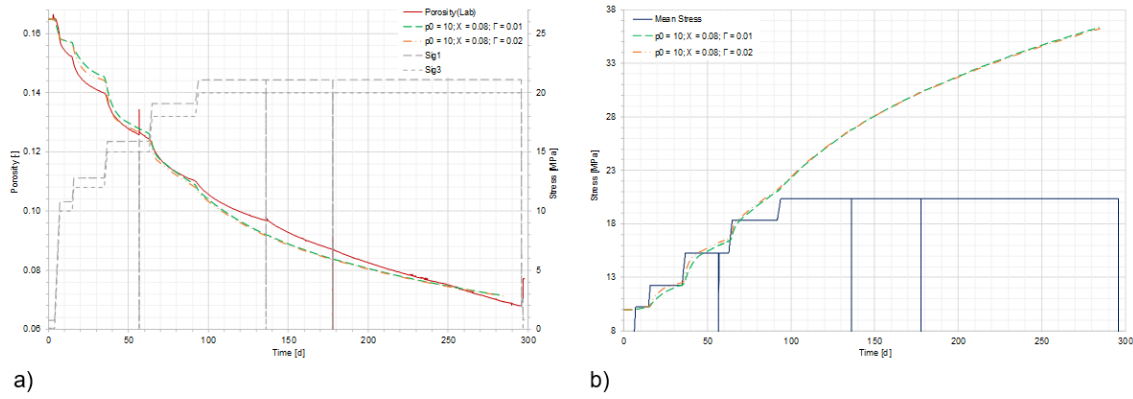 Porosity(Lab)
p0 = 10; X = 0.08; Γ = 0.01
p0 = 10; X = 0.08; Γ = 0.02
Sig1
Sig3
0.16
0.14
0.12
0.10
0.08
0.06
Porosity [-]
25
20
15
10
5
0
Stress [MPa]
0 50 100 150 200 250 300
Time [d]
a)
Mean Stress
p0 = 10; X = 0.08; Γ = 0.01
p0 = 10; X = 0.08; Γ = 0.02
38
33
28
23
18
13
8
Stress [MPa]
0 50 100 150 200 250 300
Time [d]
b)